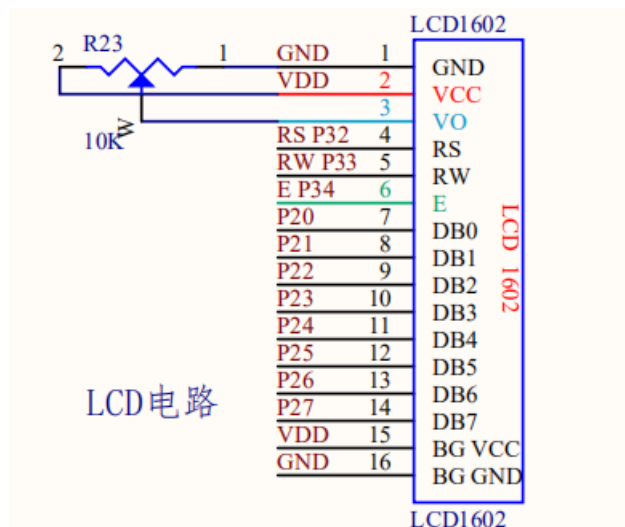 LCD1602
2 R23 1 GND 1 GND
VDD 2 VCC
3 VO
10K W
RS P32 4 RS
RW P33 5 RW
E P34 6 E
P20 7 DB0
P21 8 DB1
P22 9 DB2
P23 10 DB3
P24 11 DB4
P25 12 DB5
P26 13 DB6
P27 14 DB7
VDD 15 BG VCC
GND 16 BG GND
LCD 1602
LCD电路
LCD1602